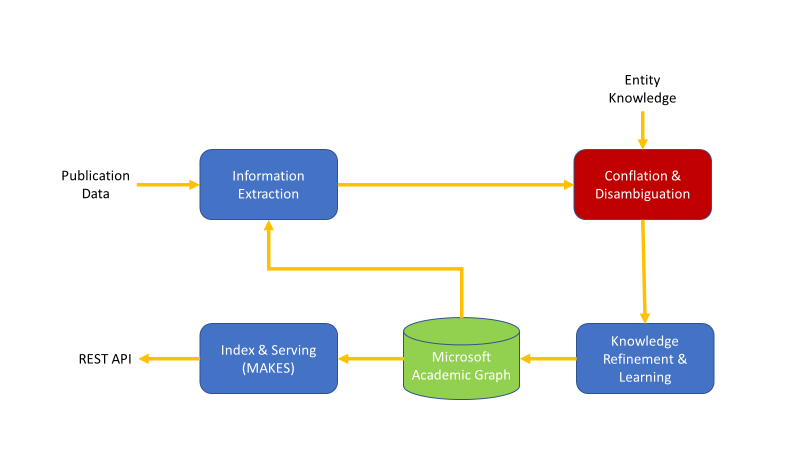 Entity
Knowledge
Publication
Data
Information
Extraction
Conflation &
Disambiguation
REST API
Index & Serving
(MAKES)
Microsoft
Academic Graph
Knowledge
Refinement &
Learning